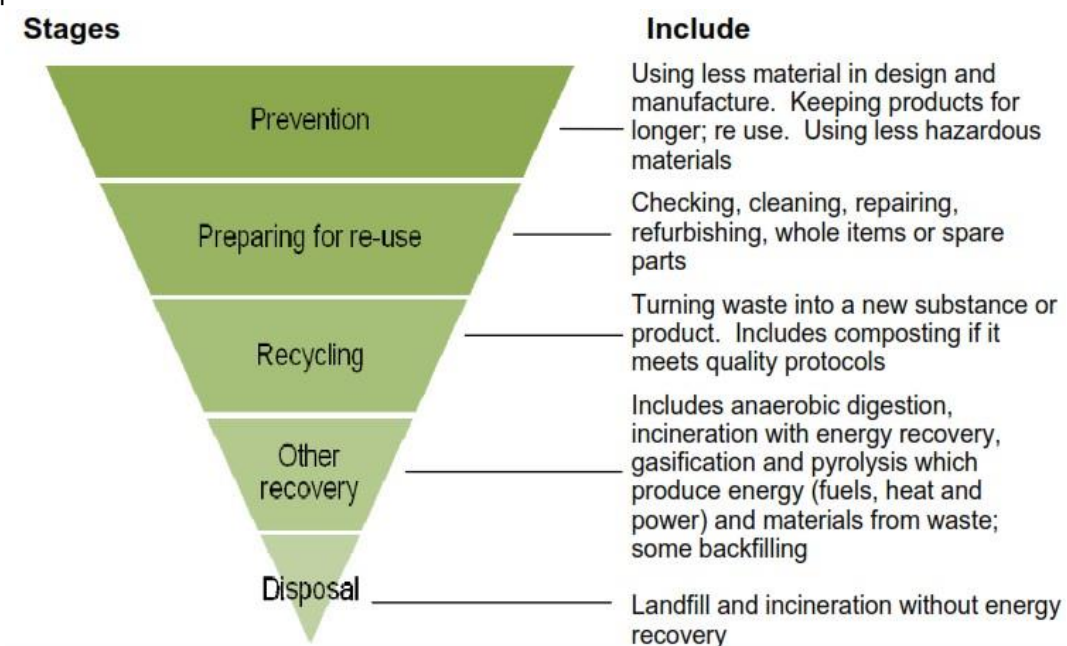 Stages
Include
Prevention
Using less material in design and
manufacture.  Keeping products for
longer; re use.  Using less hazardous
materials
Preparing for re-use
Checking, cleaning, repairing,
refurbishing, whole items or spare
parts
Recycling
Turning waste into a new substance or
product.  Includes composting if it
meets quality protocols
Other
recovery
Includes anaerobic digestion,
incineration with energy recovery,
gasification and pyrolysis which
produce energy (fuels, heat and
power) and materials from waste;
some backfilling
Disposal
Landfill and incineration without energy
recovery